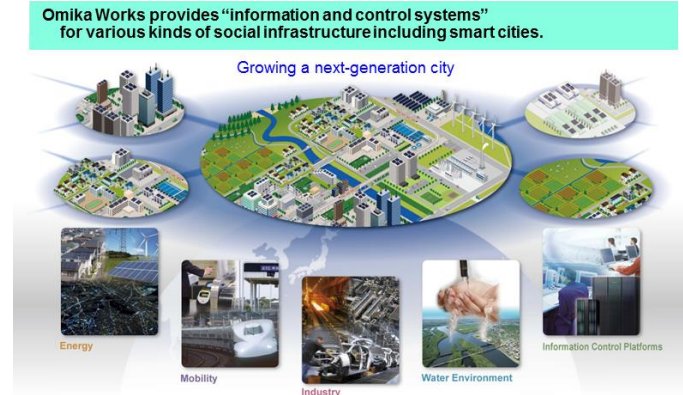 Omika Works provides “information and control systems”
for various kinds of social infrastructure including smart cities.
Growing a next-generation city
Energy
Mobility
Industry
Water Environment
Information Control Platforms